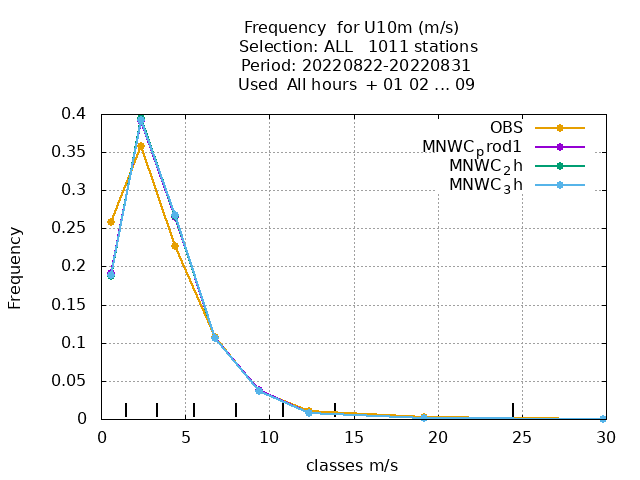 Frequency  for U10m (m/s)
Selection: ALL   1011 stations
Period: 20220822-20220831
Used  All hours  + 01 02 ... 09
0.4
0.35
0.3
0.25
0.2
0.15
0.1
0.05
0
Frequency
OBS
MNWCprod1
MNWC2h
MNWC3h
0 5 10 15 20 25 30
classes m/s